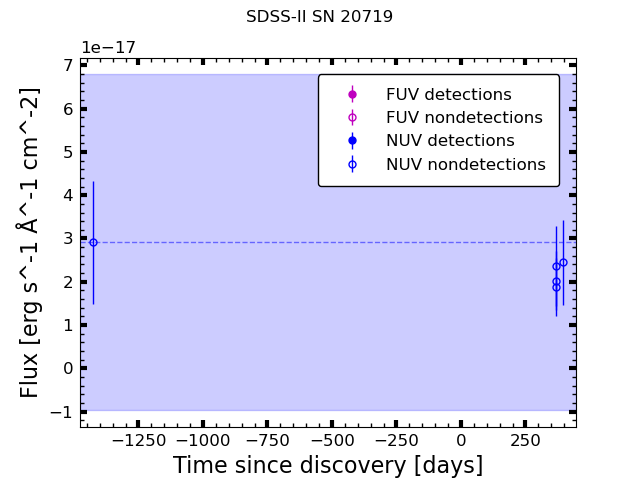 SDSS-II SN 20719
1e−17
7
6
5
4
3
2
1
0
−1
Flux [erg s^-1 Å^-1 cm^-2]
FUV detections
FUV nondetections
NUV detections
NUV nondetections
−1250 −1000 −750 −500 −250 0 250
Time since discovery [days]